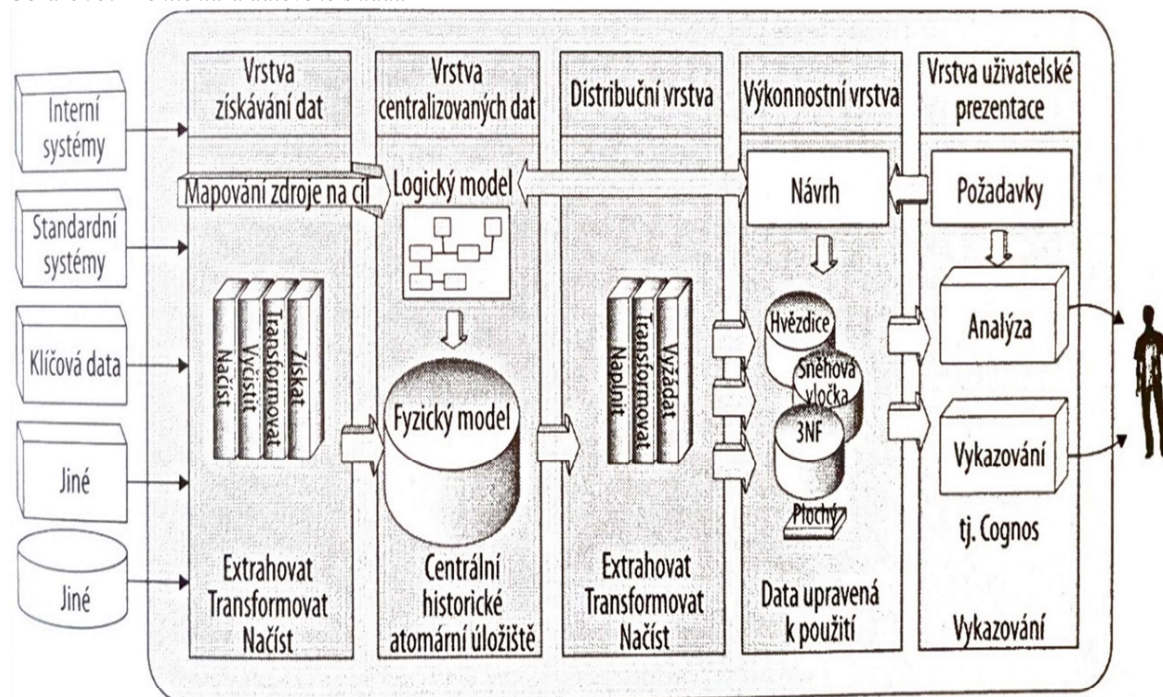 Interní
systémy
Standardní
systémy
Klíčová data
Jiné
Jiné
Vrstva
získávání dat
Mapování zdroje na cíl
Načíst
Vyčistit
Transformovat
Získat
Extrahovat
Transformovat
Načíst
Vrstva
centralizovaných dat
Logický model
Fyzický model
Centrální
historické
atomární úložiště
Distribuční vrstva
Naplnit
Transformovat
Vyžádat
Extrahovat
Transformovat
Načíst
Výkonnostní vrstva
Návrh
Hvězdice
Sněhová
vločka
3NF
Plochý
Data upravená
k použití
Vrstva uživatelské
prezentace
Požadavky
Analýza
Vykazování
tj. Cognos
Vykazování